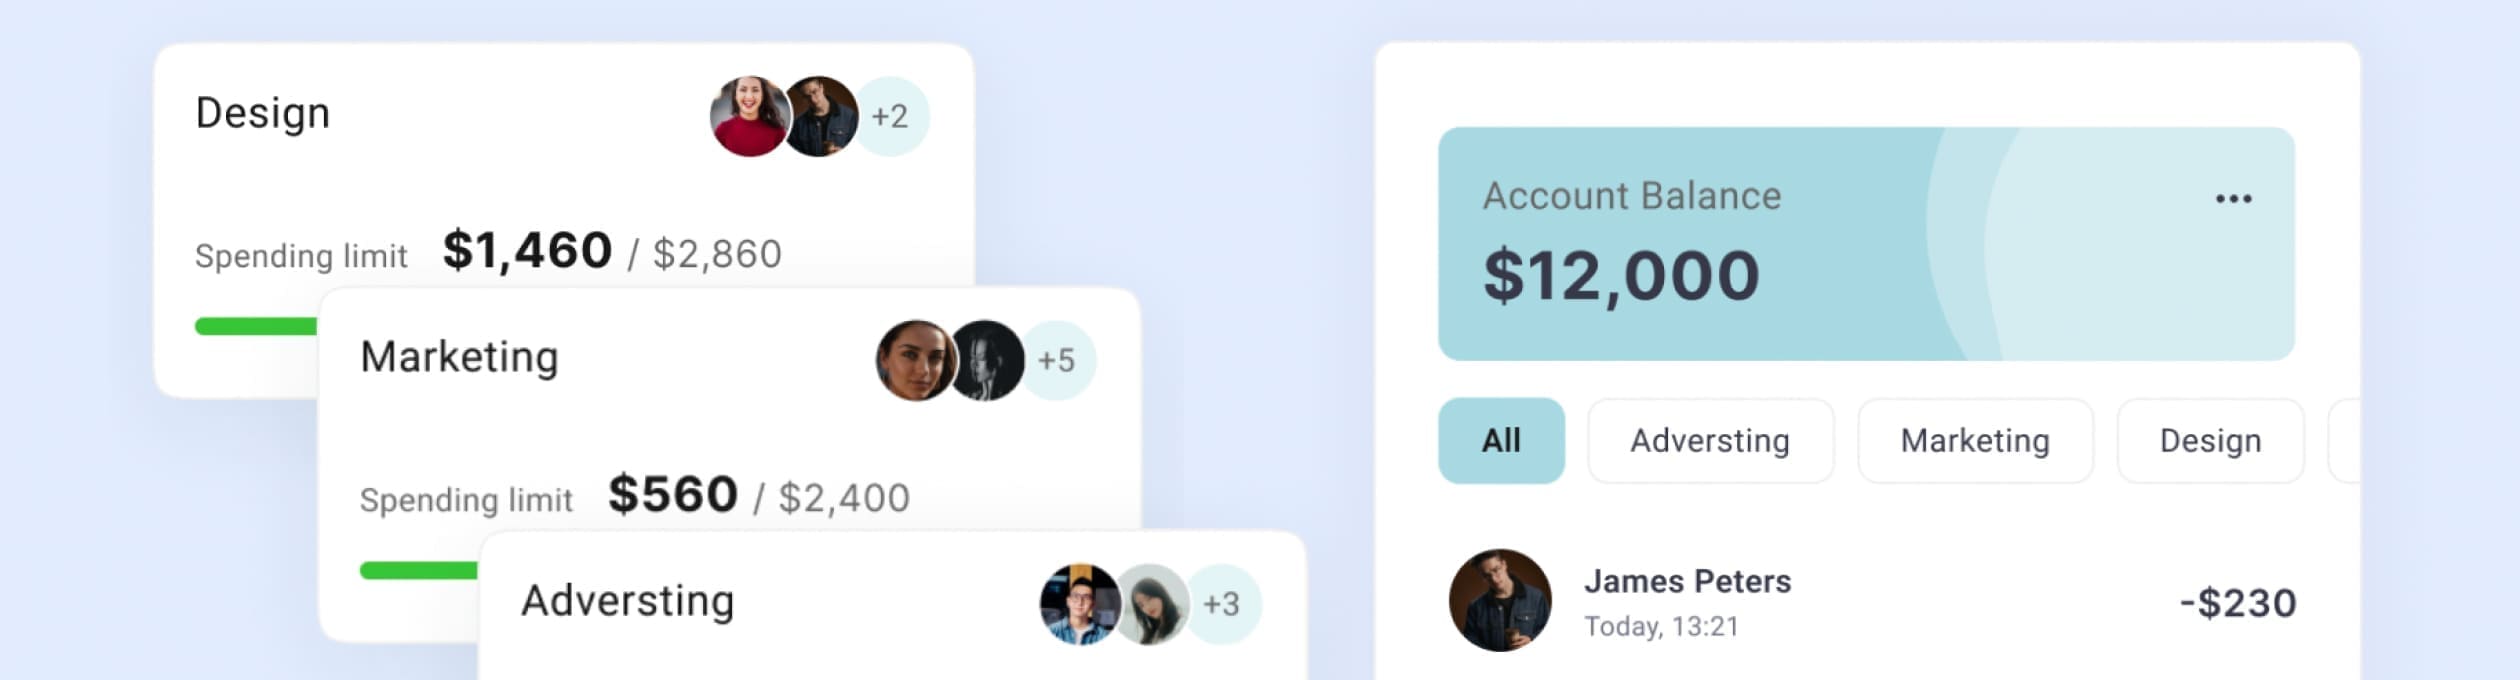 Design
+2
Spending limit $1,460 / $2,860
Marketing
+5
Spending limit $560 / $2,400
Adversting
+3
Account Balance
$12,000
All Adversting Marketing Design
James Peters
Today, 13:21
-$230